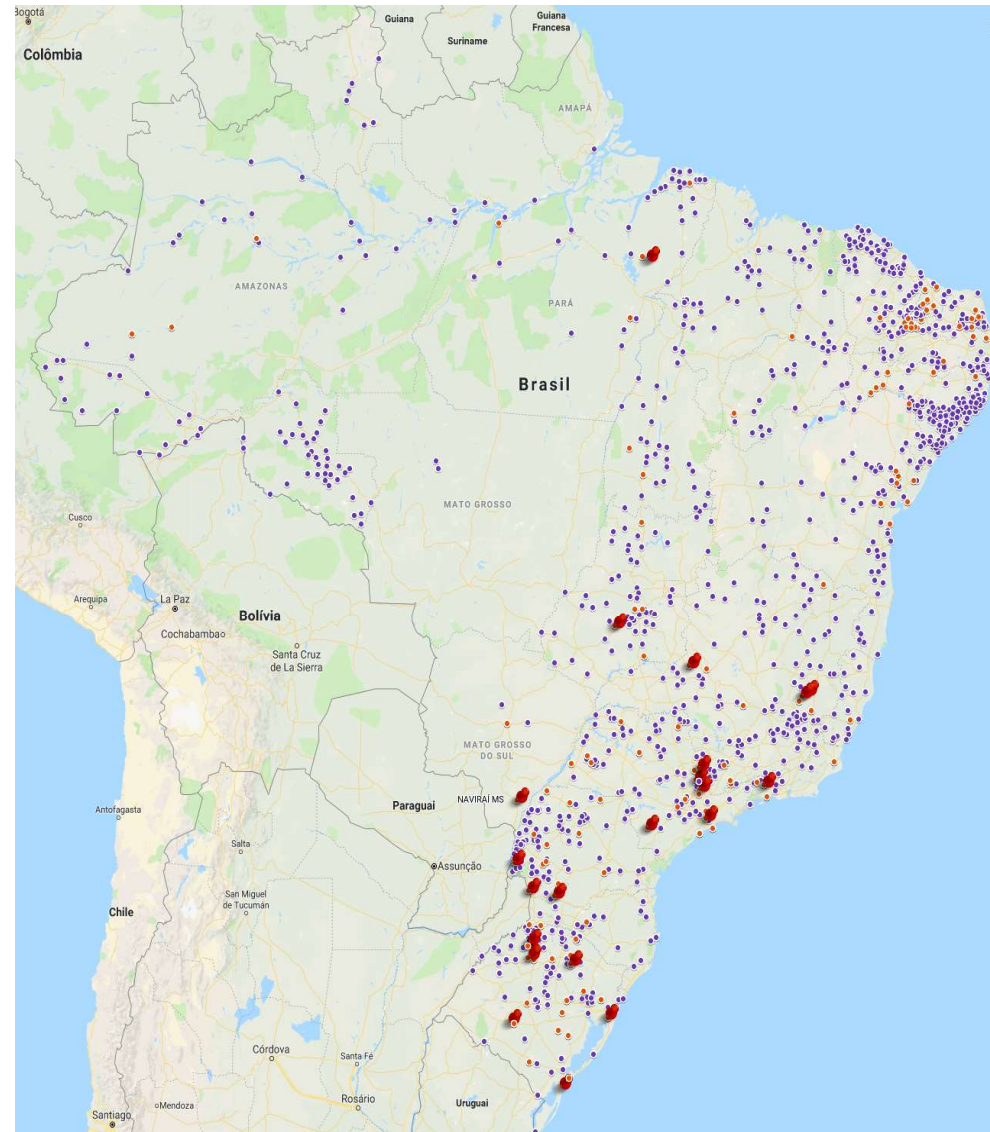 Bogotá
Colômbia
Guiana
Suriname
Guiana
Francesa
AMAPÁ
AMAZONAS
PARÁ
Brasil
MATO GROSSO
Cusco
Arequipa
La Paz
Bolívia
Cochabamba
Santa Cruz
de La Sierra
MATO GROSSO
DO SUL
NAVIRAÍ MS
Paraguai
Antofagasta
Assunção
Salta
San Miguel
de Tucumán
Chile
Córdova
Santa Fé
Rosário
Mendoza
Uruguai
Santiago